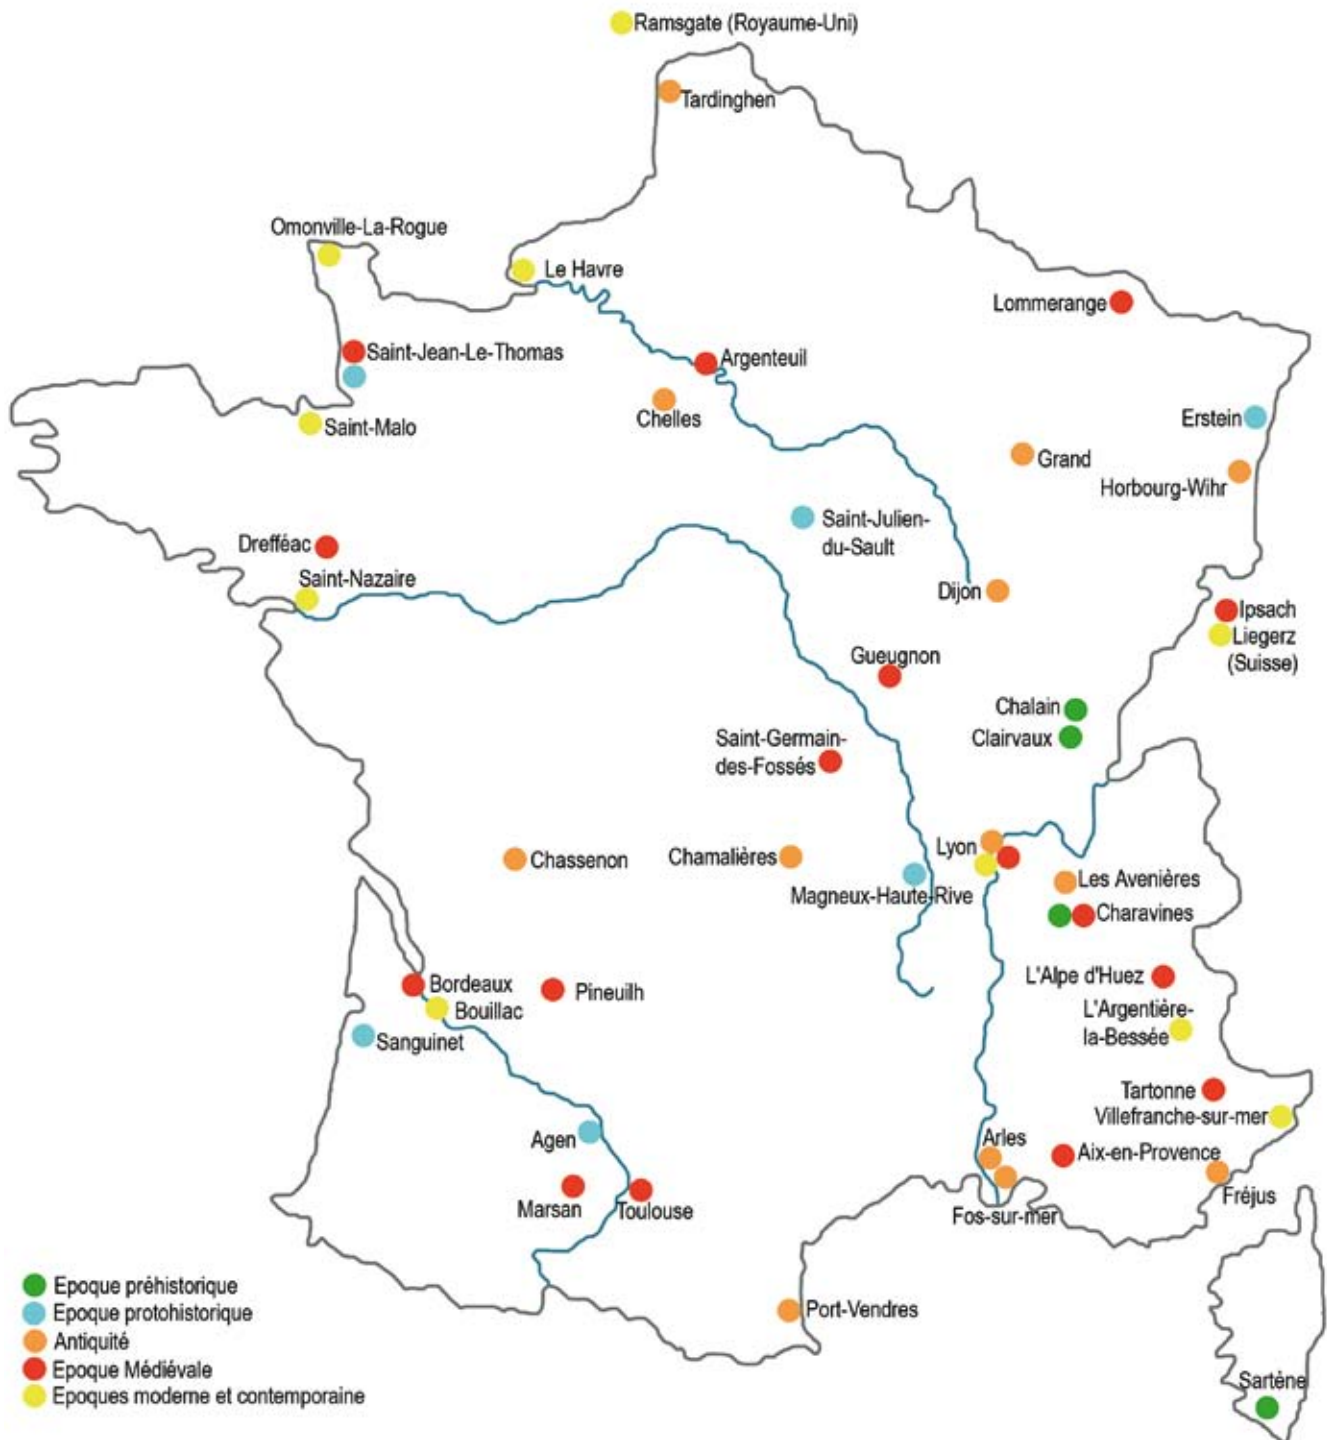 Ramsgate (Royaume-Uni)
Tardinghen
Omonville-La-Rogue
Le Havre
Lommerange
Saint-Jean-Le-Thomas
Argenteuil
Chelles
Saint-Malo
Erstein
Grand
Horbourg-Wihr
Saint-Julien-
du-Sault
Drefféac
Saint-Nazaire
Dijon
Ipsach
Liegerz
(Suisse)
Gueugnon
Chalain
Clairvaux
Saint-Germain-
des-Fossés
Lyon
Chassenon
Chamalières
Les Avenières
Magneux-Haute-Rive
Charavines
L'Alpe d'Huez
Bordeaux
Pineuilh
Bouillac
L'Argentière-
la-Bessée
Sanguinet
Tartonne
Villefranche-sur-mer
Agen
Arles
Aix-en-Provence
Marsan
Toulouse
Fréjus
Fos-sur-mer
Port-Vendres
Sartène
Epoque préhistorique
Epoque protohistorique
Antiquité
Epoque Médiévale
Epoques moderne et contemporaine